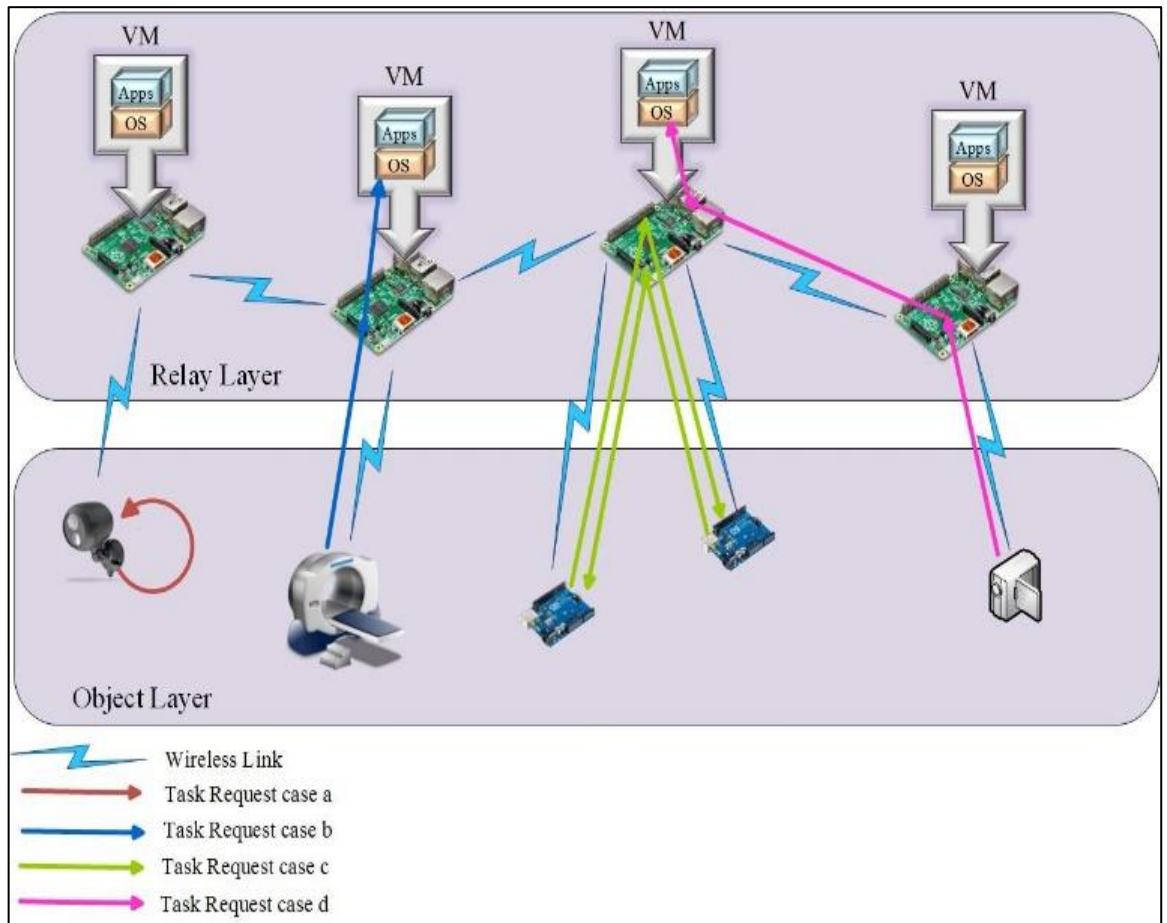 VM
Apps
OS
VM
Apps
OS
VM
Apps
OS
VM
Apps
OS
Relay Layer
Object Layer
Wireless Link
Task Request case a
Task Request case b
Task Request case c
Task Request case d